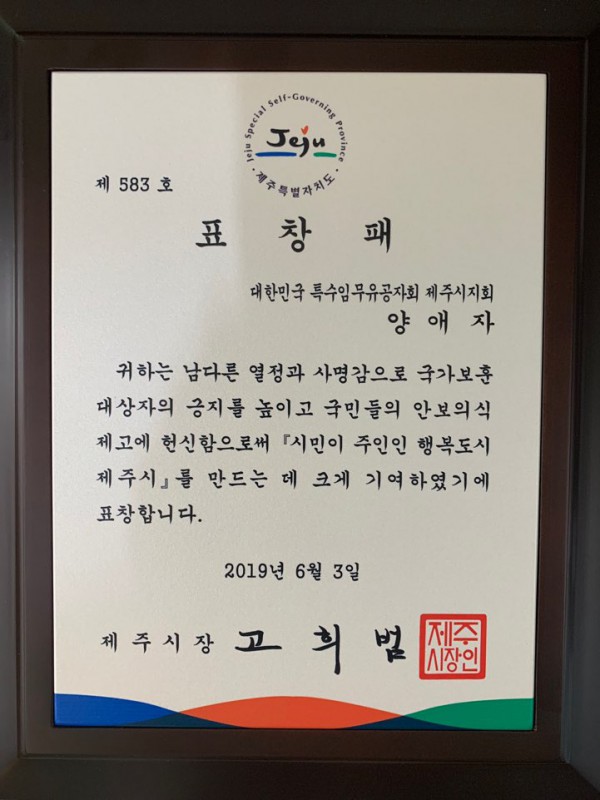 Jeju Special Self-Governing Province
Jeju
· 제주특별자치도 ·
제 583 호
표 창 패
대한민국 특수임무유공자회 제주시지회
양 애 자
귀하는 남다른 열정과 사명감으로 국가보훈
대상자의 긍지를 높이고 국민들의 안보의식
제고에 헌신함으로써 『시민이 주인인 행복도시
제주시』를 만드는 데 크게 기여하였기에
표창합니다.
2019년 6월 3일
제 주 시 장 고 희 범
제주
시장인